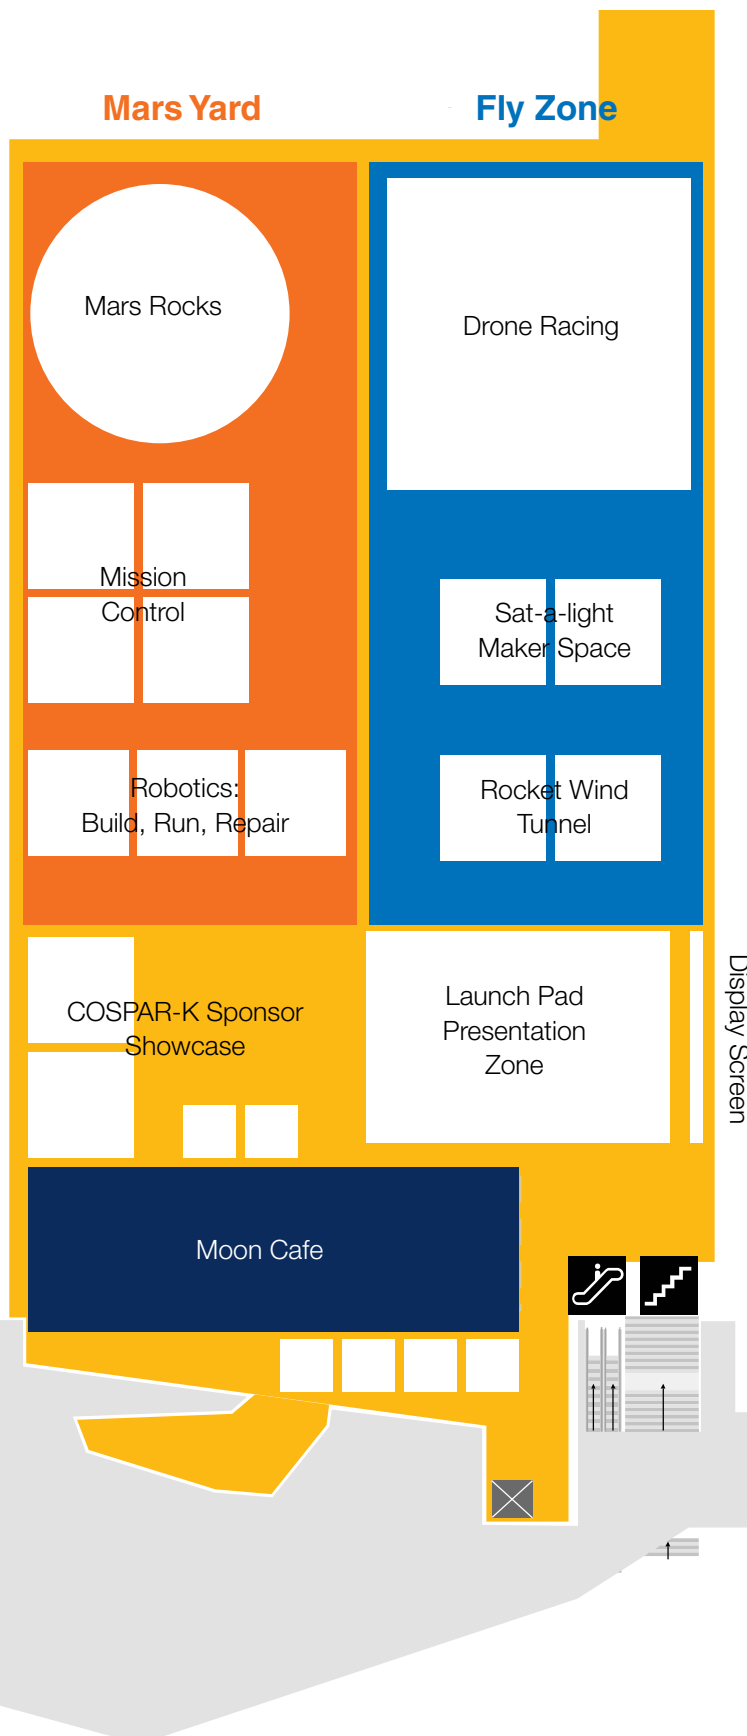 Mars Yard
Fly Zone
Mars Rocks
Drone Racing
Mission
Control
Sat-a-light
Maker Space
Robotics:
Build, Run, Repair
Rocket Wind
Tunnel
COSPAR-K Sponsor
Showcase
Launch Pad
Presentation
Zone
Display Screen
Moon Cafe